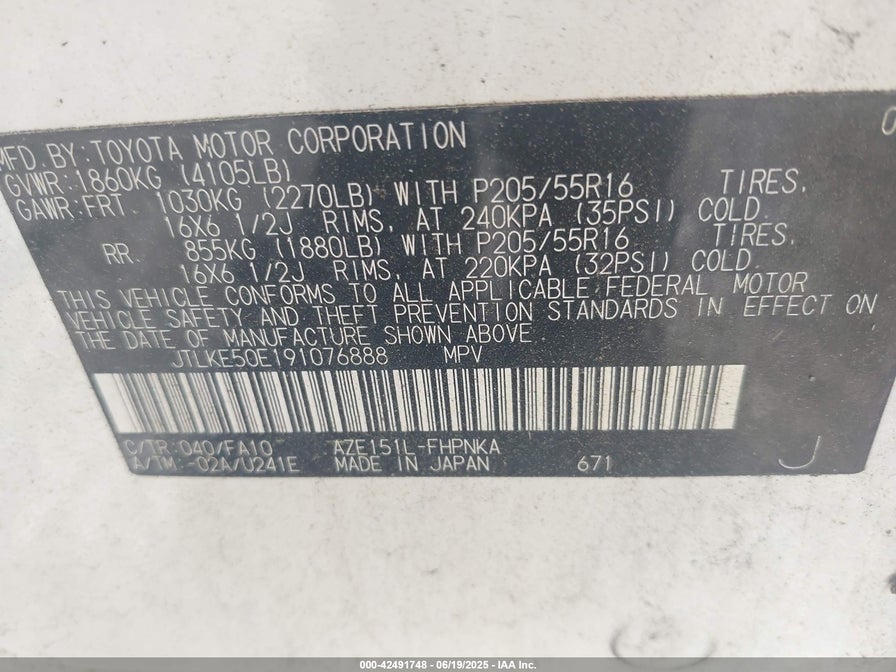 MFD. BY: TOYOTA MOTOR CORPORATION
GVWR: 1860KG (4105LB)
GAWR: FRT. 1030KG (2270LB) WITH P205/55R16 TIRES,
16X6 1/2J RIMS, AT 240KPA (35PSI) COLD.
RR. 855KG (1880LB) WITH P205/55R16 TIRES,
16X6 1/2J RIMS, AT 220KPA (32PSI) COLD.
THIS VEHICLE CONFORMS TO ALL APPLICABLE FEDERAL MOTOR
VEHICLE SAFETY AND THEFT PREVENTION STANDARDS IN EFFECT ON
THE DATE OF MANUFACTURE SHOWN ABOVE
JTLKE50E191076888 MPV
C/TR: 040/FA10 AZE151L-FHPNKA
A/TM: -02A/U241E MADE IN JAPAN 671 J
000-42491748 - 06/19/2025 - IAA Inc.